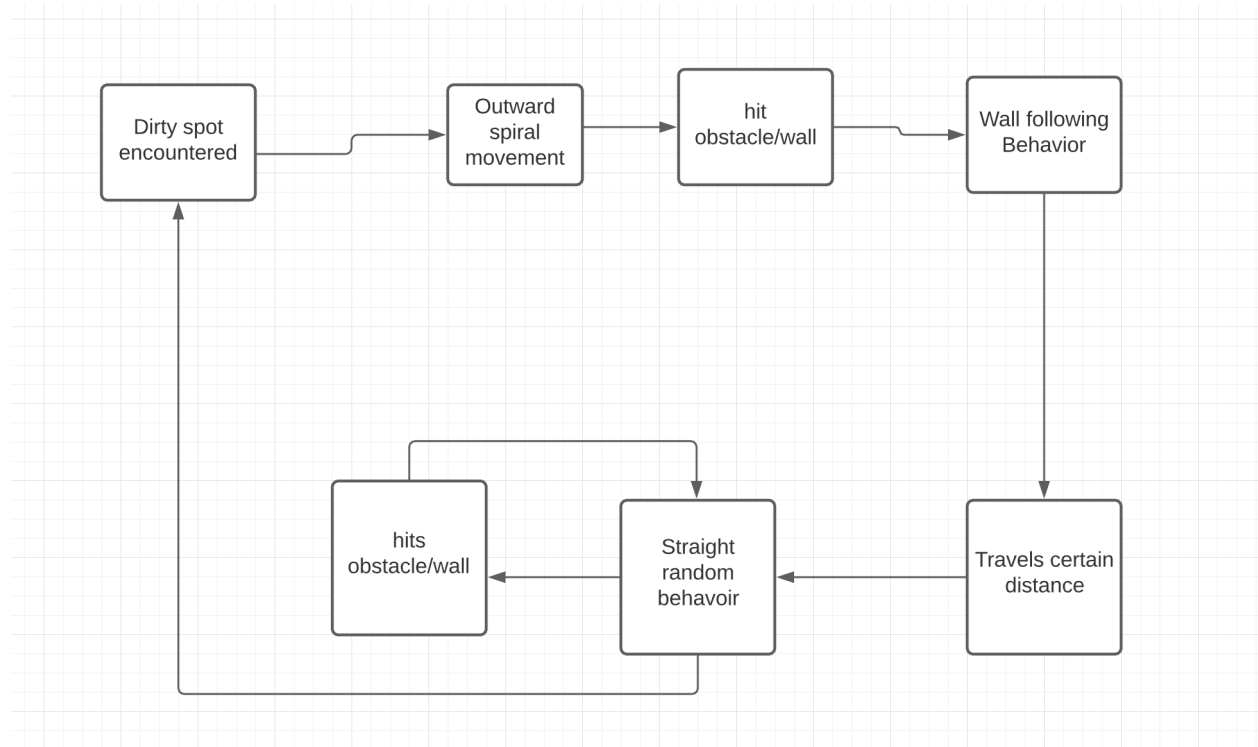 Dirty spot
encountered
Outward
spiral
movement
hit
obstacle/wall
Wall following
Behavior
hits
obstacle/wall
Straight
random
behavoir
Travels certain
distance